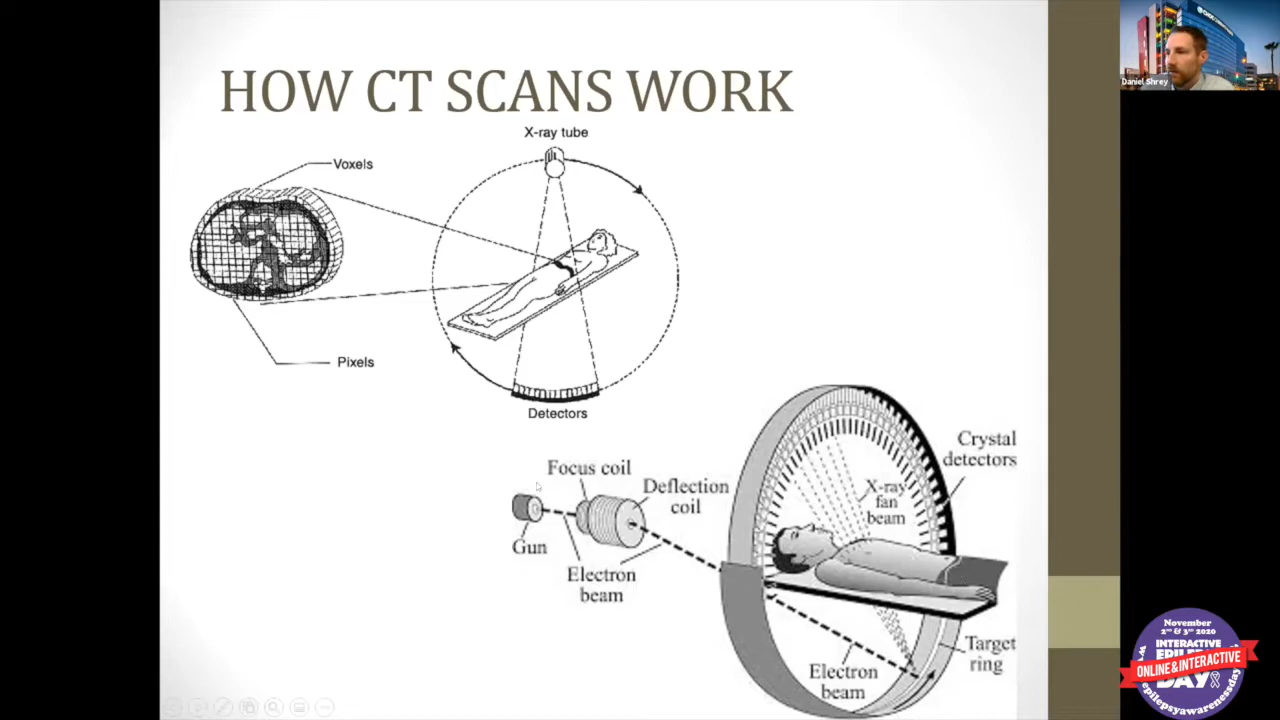 HOW CT SCANS WORK
X-ray tube
Voxels
Pixels
Detectors
Focus coil
Deflection
coil
Gun
Electron
beam
Crystal
detectors
X-ray
fan
beam
Electron
beam
Target
ring
Daniel Shrey
November
2nd & 3rd 2020
INTERACTIVE
ONLINE & INTERACTIVE
DAY
epilepsyawarenessday